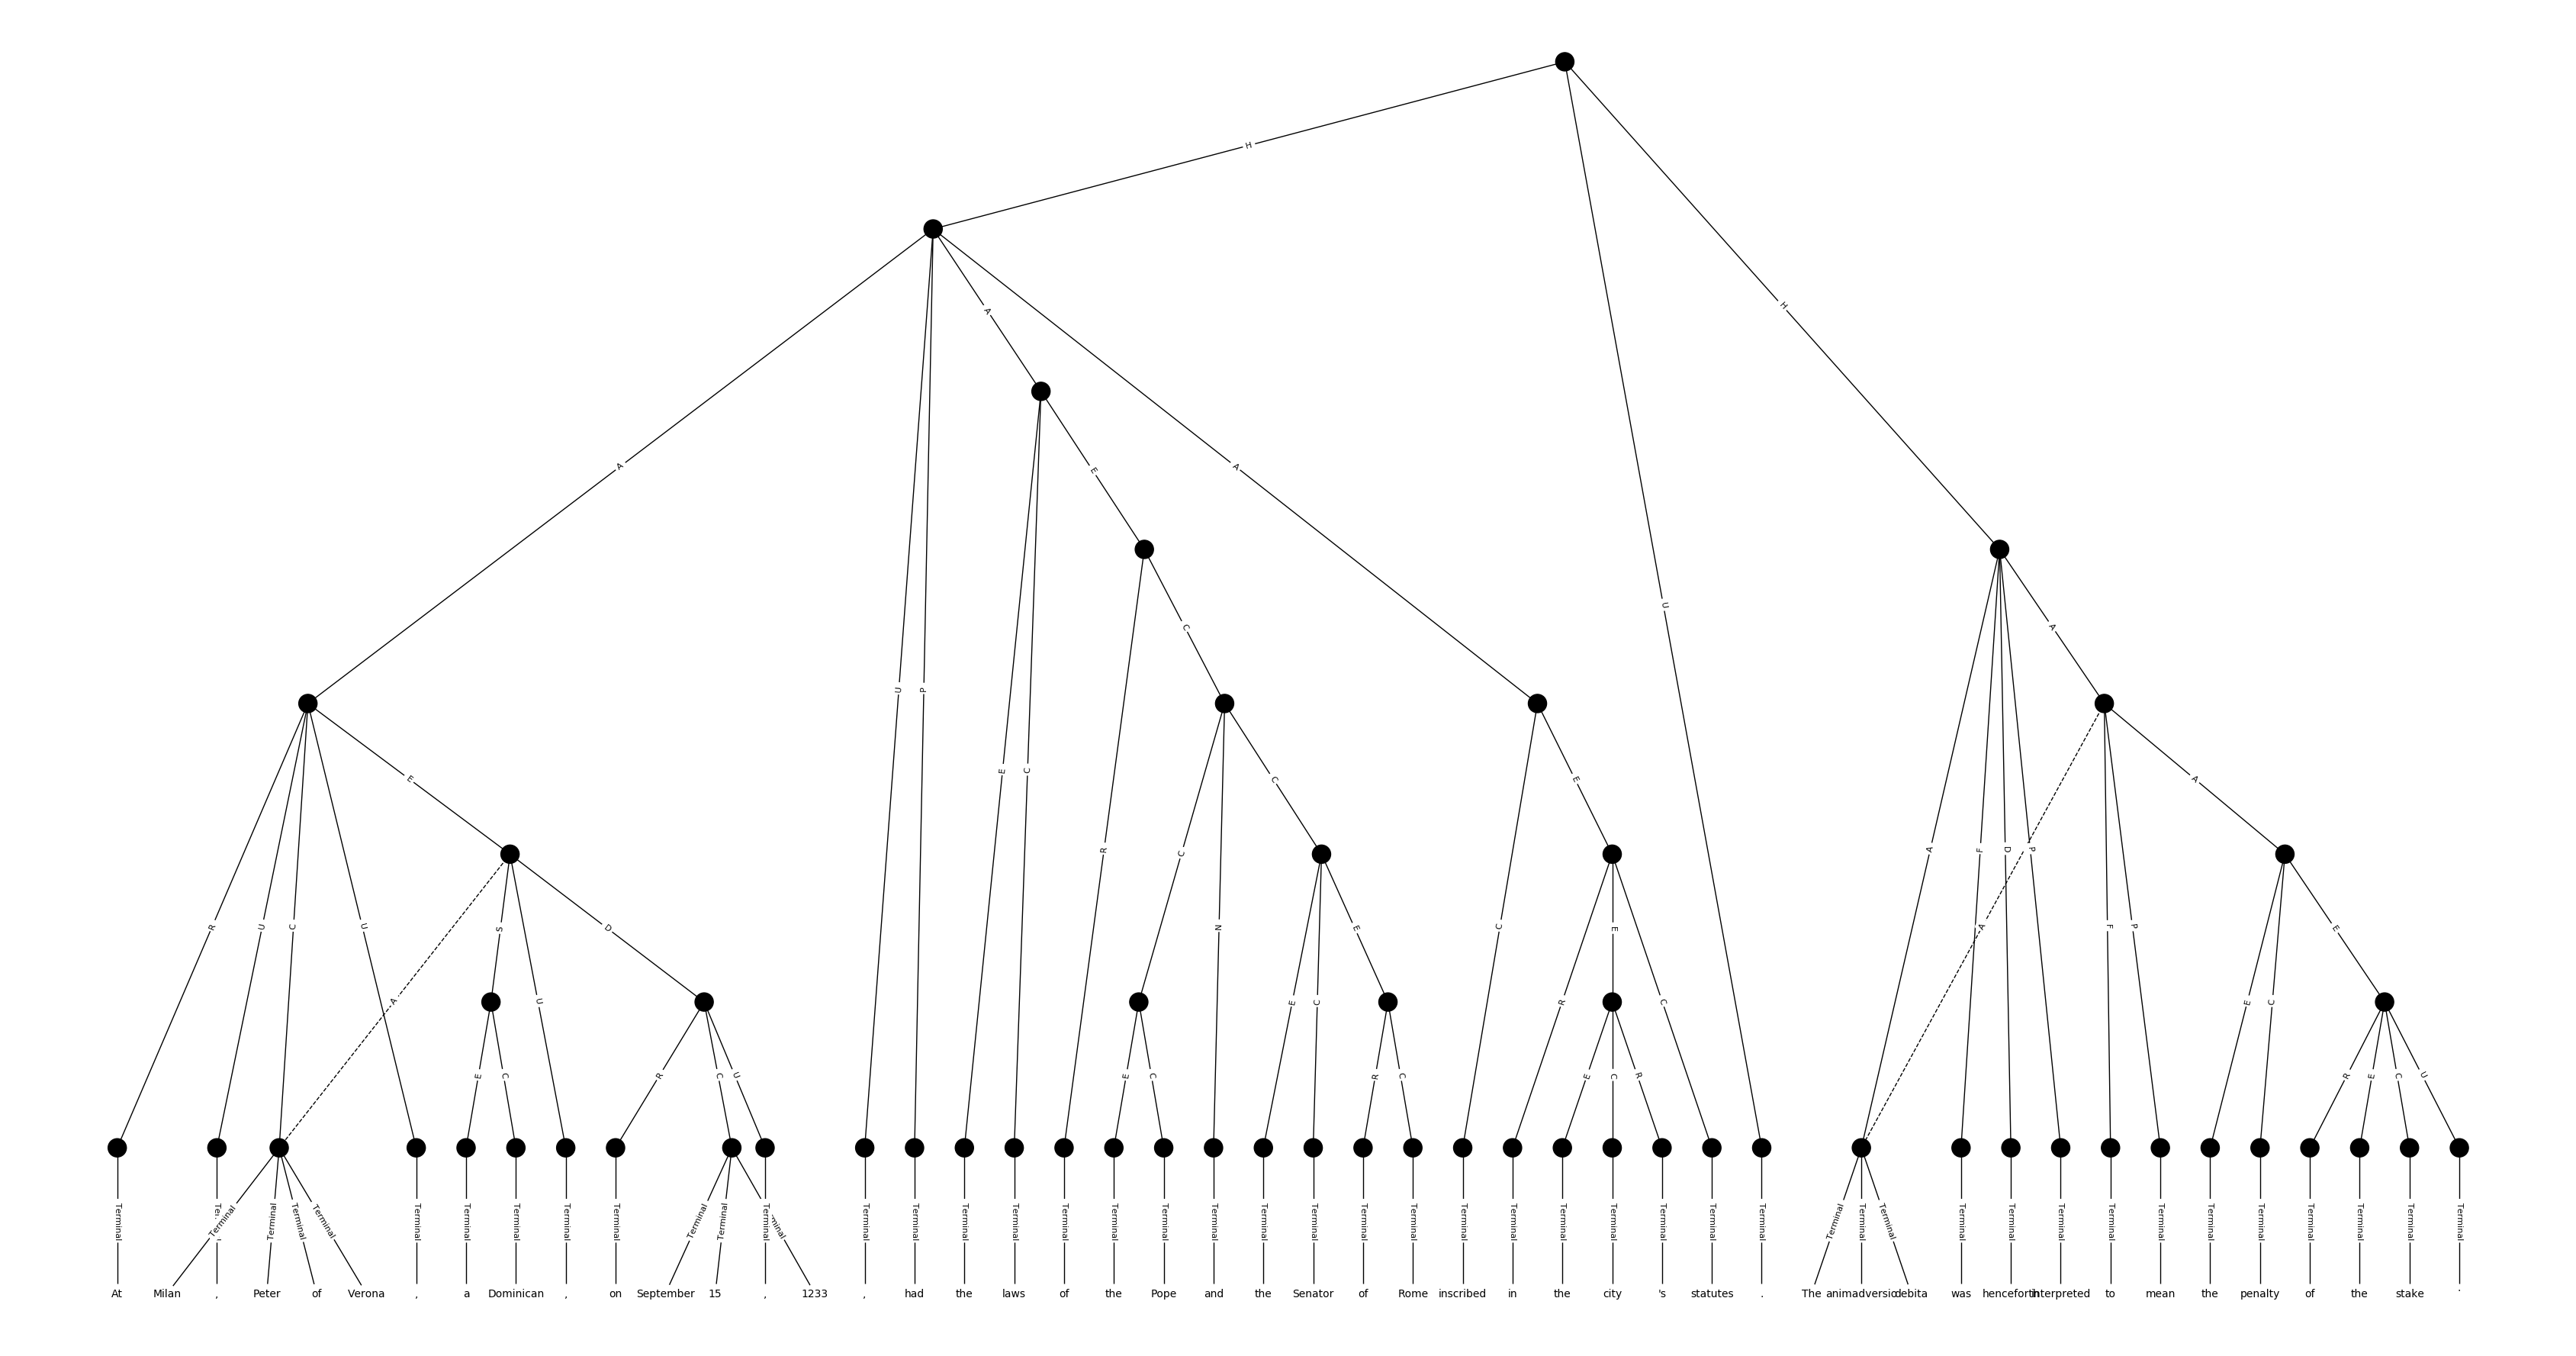 H
H
A
A
E
A
U
C
A
E
C
U
P
E
C
R
C
C
E
A
F
D
P
A
R
U
C
U
S
D
N
E
C
A
F
P
E
A
U
E
C
R
E
C
E
C
R
C
E
C
R
C
U
E
C
R
C
E
C
R
R
E
C
U
Terminal Terminal Terminal Terminal Terminal Terminal Terminal Terminal Terminal Terminal Terminal Terminal Terminal Terminal Terminal Terminal Terminal Terminal Terminal Terminal Terminal Terminal Terminal Terminal Terminal Terminal Terminal Terminal Terminal Terminal Terminal Terminal Terminal Terminal Terminal Terminal Terminal Terminal Terminal Terminal Terminal Terminal Terminal Terminal Terminal
At Milan , Peter of Verona , a Dominican , on September 15 , 1233 , had the laws of the Pope and the Senator of Rome inscribed in the city 's statutes . The animadversio debita was henceforth interpreted to mean the penalty of the stake .